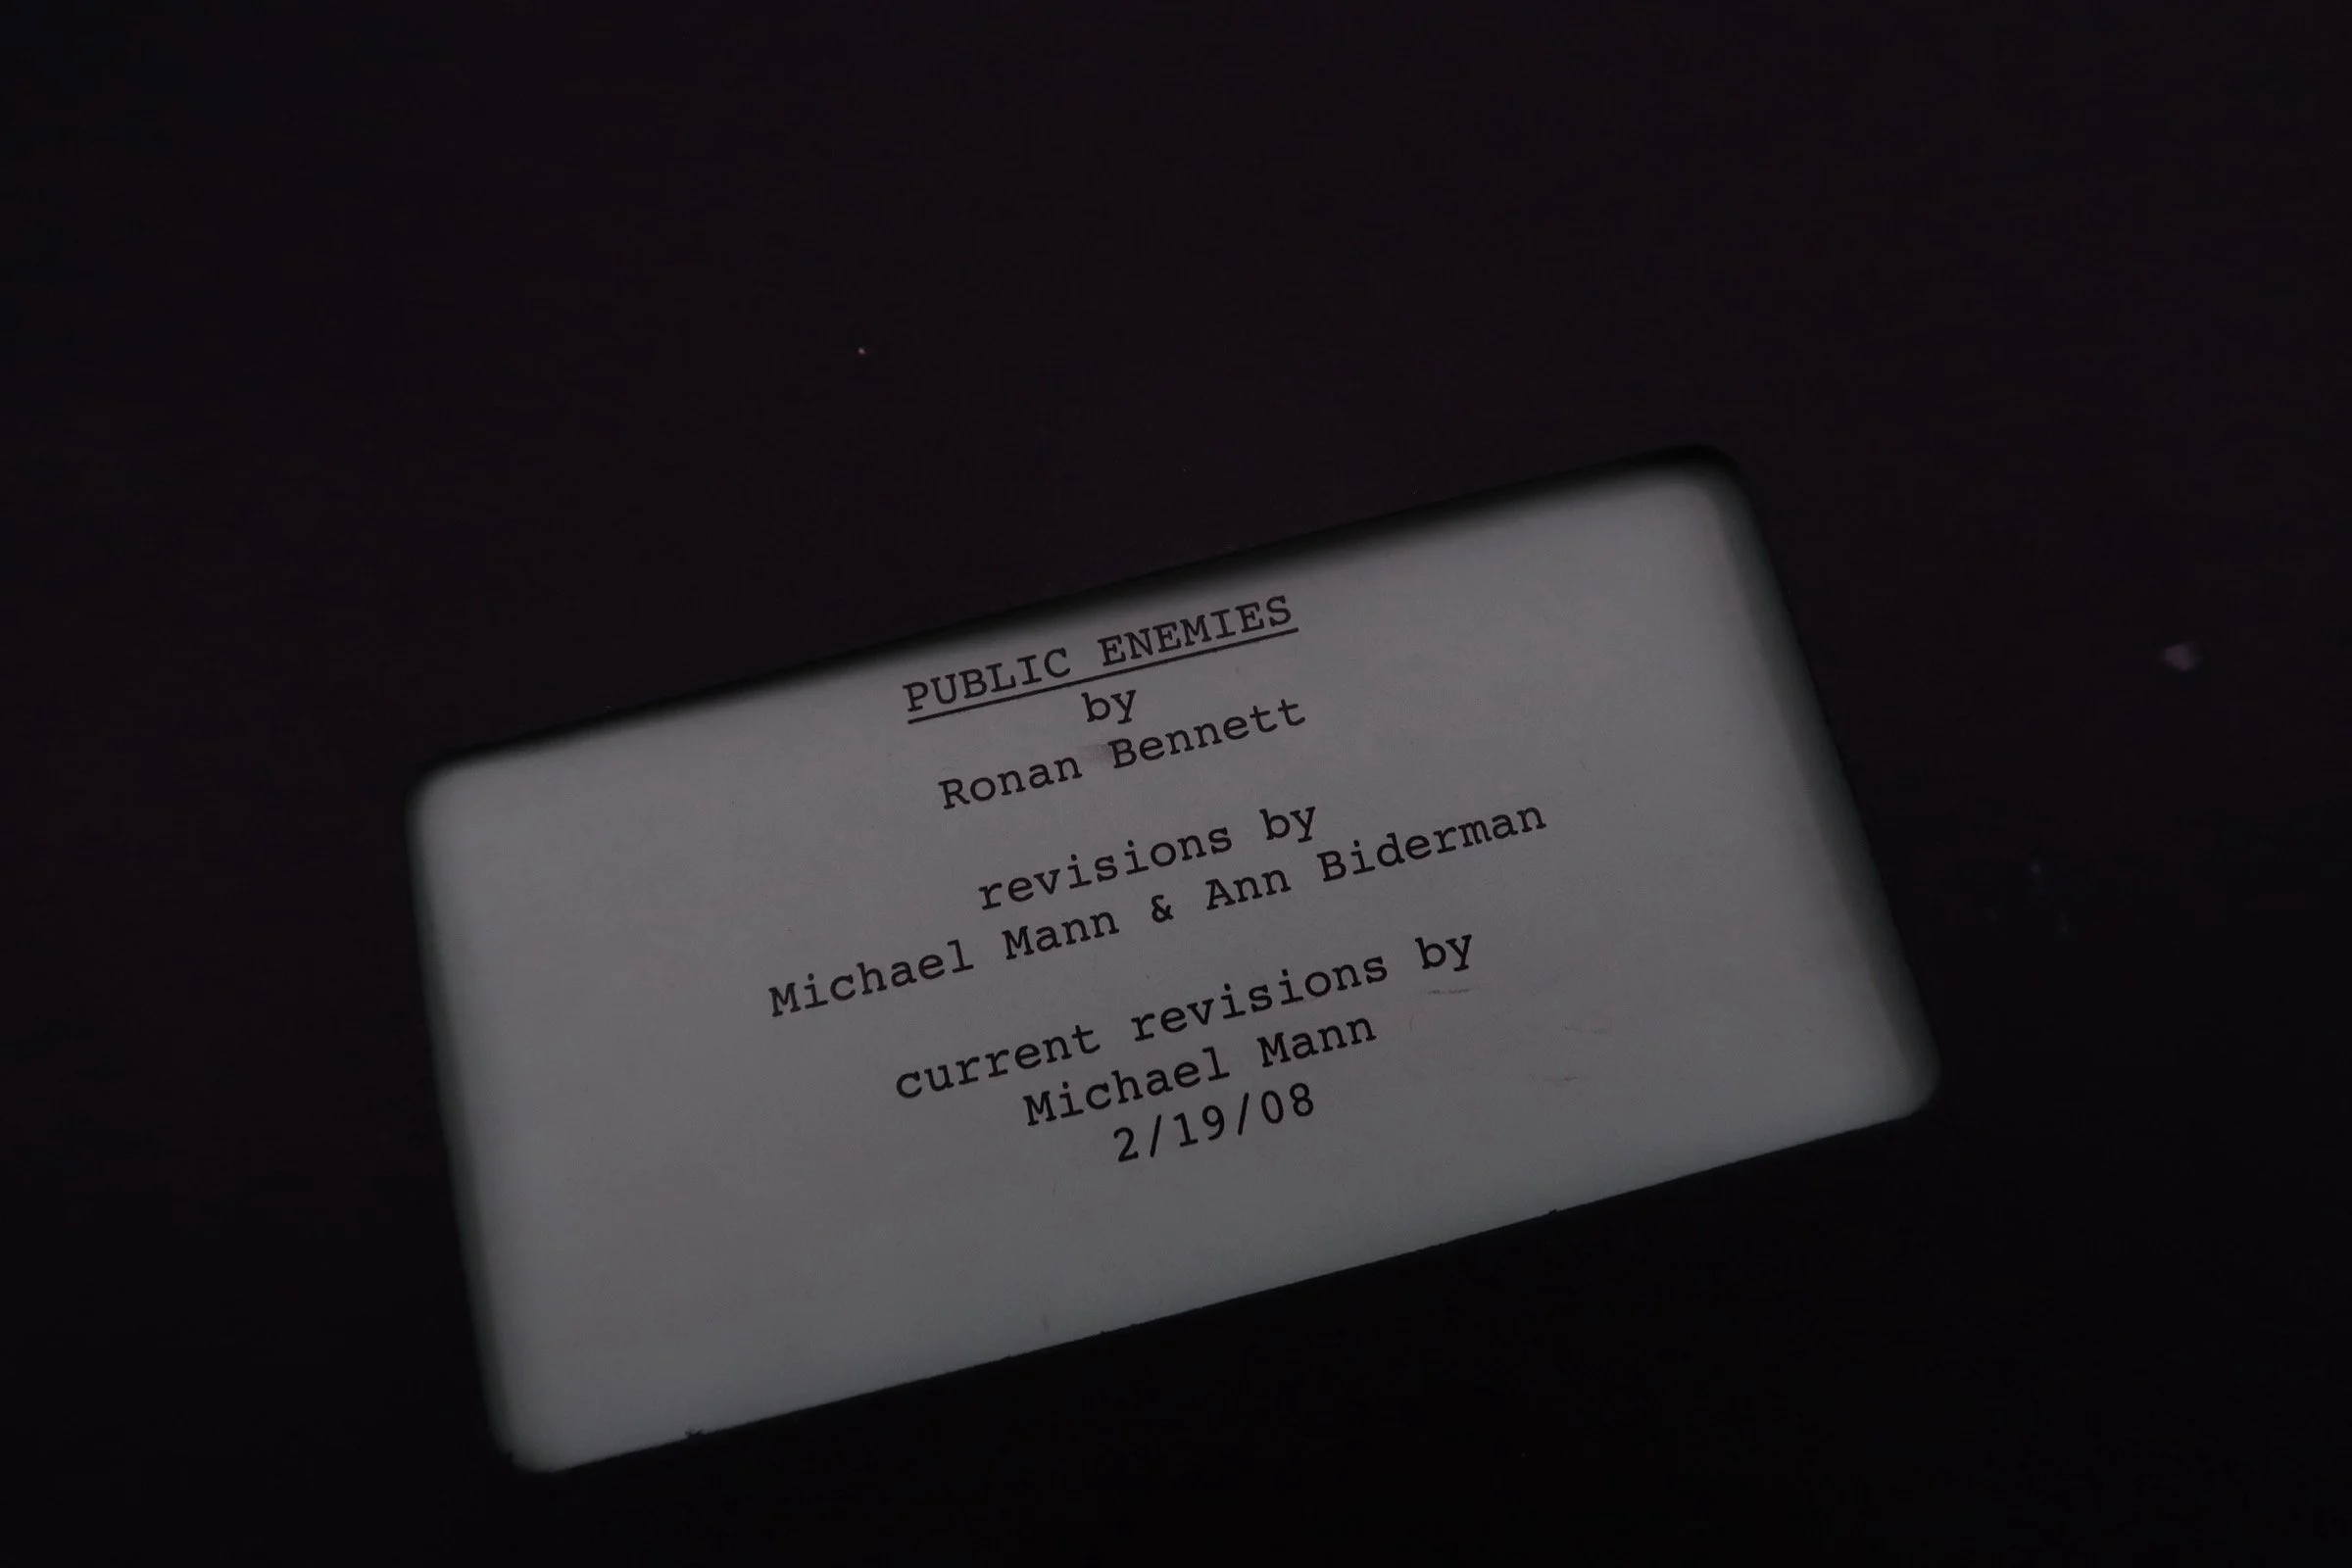 PUBLIC ENEMIES
by
Ronan Bennett
revisions by
Michael Mann & Ann Biderman
current revisions by
Michael Mann
2/19/08